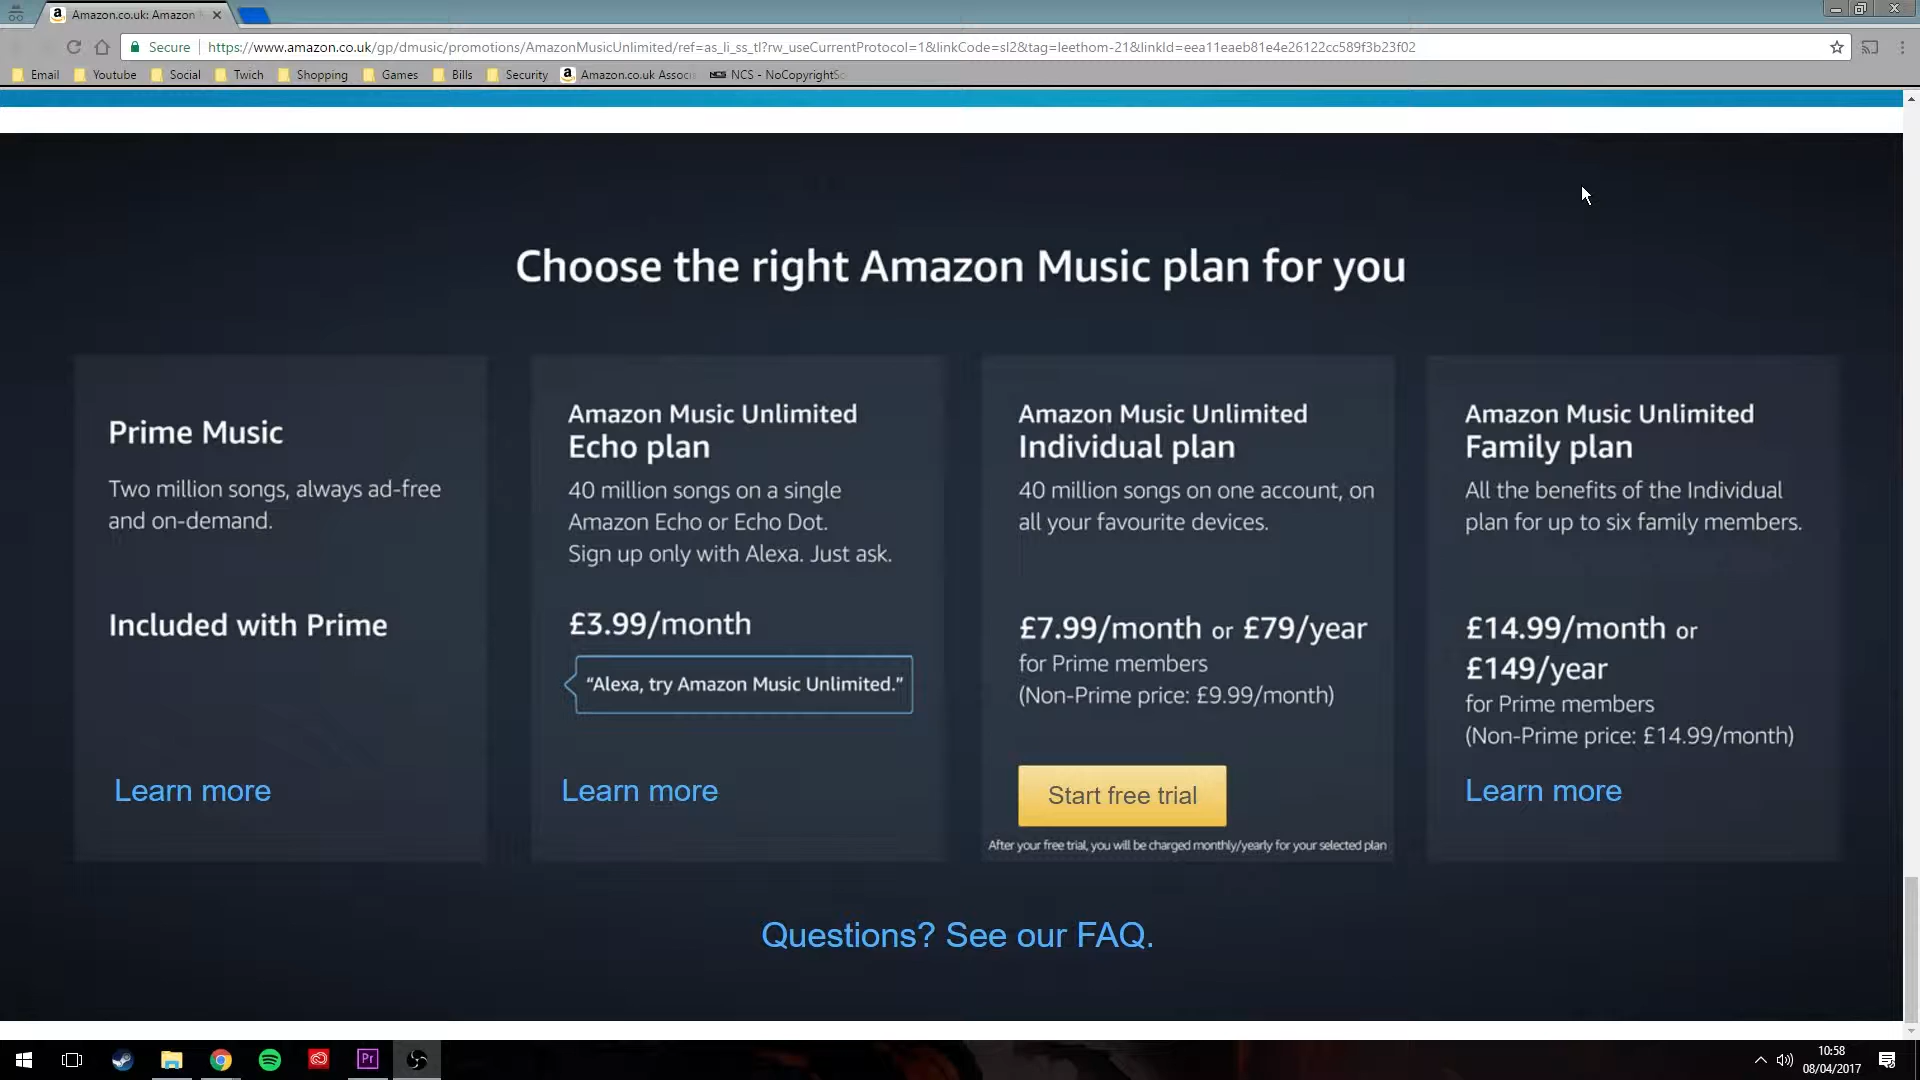 Amazon.co.uk: Amazon
Secure
https://www.amazon.co.uk/gp/dmusic/promotions/AmazonMusicUnlimited/ref=as_li_ss_tl?rw_useCurrentProtocol=1&linkCode=sl2&tag=leethom-21&linkId=eea11eaeb81e4e26122cc589f3b23f02
Email Youtube Social Twich Shopping Games Bills Security Amazon.co.uk Assoc NCS - NoCopyrightSo
Choose the right Amazon Music plan for you
Prime Music
Two million songs, always ad-free
and on-demand.
Included with Prime
Learn more
Amazon Music Unlimited
Echo plan
40 million songs on a single
Amazon Echo or Echo Dot.
Sign up only with Alexa. Just ask.
£3.99/month
“Alexa, try Amazon Music Unlimited.”
Learn more
Amazon Music Unlimited
Individual plan
40 million songs on one account, on
all your favourite devices.
£7.99/month or £79/year
for Prime members
(Non-Prime price: £9.99/month)
Start free trial
After your free trial, you will be charged monthly/yearly for your selected plan
Amazon Music Unlimited
Family plan
All the benefits of the Individual
plan for up to six family members.
£14.99/month or
£149/year
for Prime members
(Non-Prime price: £14.99/month)
Learn more
Questions? See our FAQ.
Pr
10:58
08/04/2017